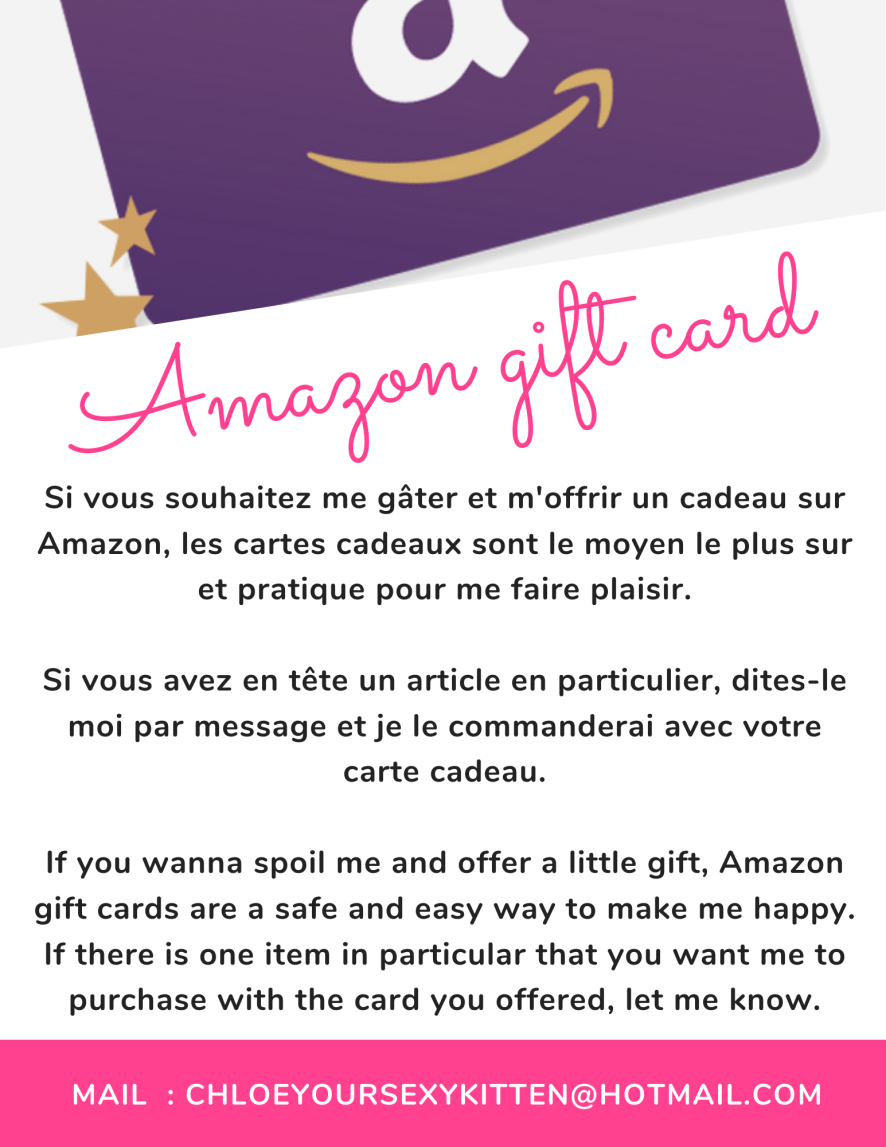 a
Amazon gift card
Si vous souhaitez me gâter et m'offrir un cadeau sur
Amazon, les cartes cadeaux sont le moyen le plus sur
et pratique pour me faire plaisir.
Si vous avez en tête un article en particulier, dites-le
moi par message et je le commanderai avec votre
carte cadeau.
If you wanna spoil me and offer a little gift, Amazon
gift cards are a safe and easy way to make me happy.
If there is one item in particular that you want me to
purchase with the card you offered, let me know.
MAIL : CHLOEYOURSEXYKITTEN@HOTMAIL.COM